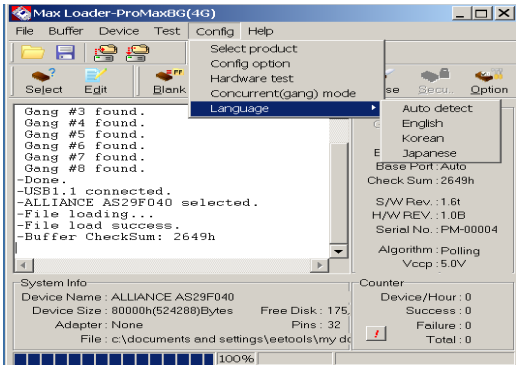 Max Loader-ProMax8G(4G)
File Buffer Device Test Config Help
Select product
Config option
Hardware test
Concurrent(gang) mode
Language
Auto detect
English
Korean
Japanese
Select Edit Blank Secu.. Option
Gang #3 found.
Gang #4 found.
Gang #5 found.
Gang #6 found.
Gang #7 found.
Gang #8 found.
-Done.
-USB1.1 connected.
-ALLIANCE AS29F040 selected.
-File loading...
-File load success.
-Buffer CheckSum: 2649h
Base Port : Auto
Check Sum : 2649h
S/W Rev. : 1.6t
H/W REV. : 1.0B
Serial No. : PM-00004
Algorithm : Polling
Vccp : 5.0V
System Info
Device Name : ALLIANCE AS29F040
Device Size : 80000h(524288)Bytes Free Disk : 175,
Adapter : None Pins : 32
File : c:\documents and settings\eetools\my do
Counter
Device/Hour : 0
Success : 0
Failure : 0
Total : 0
100%